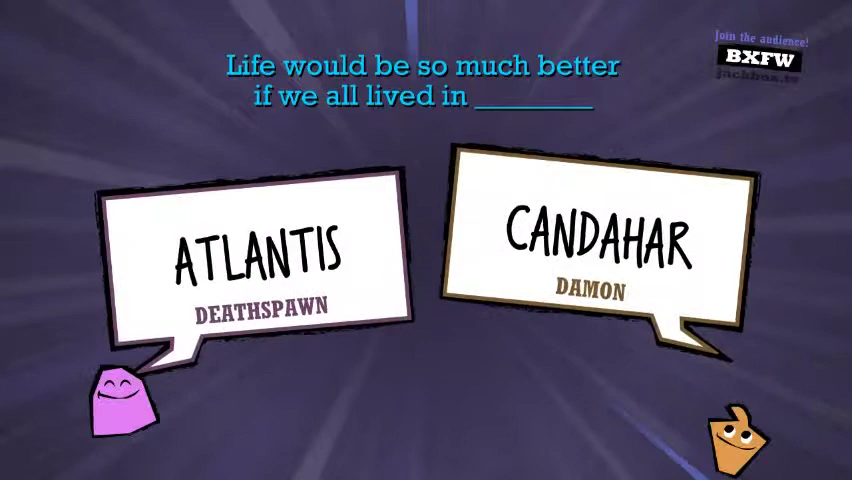 Join the audience!
BXFW
jackbox.tv
Life would be so much better
if we all lived in ________
ATLANTIS
DEATHSPAWN
CANDAHAR
DAMON